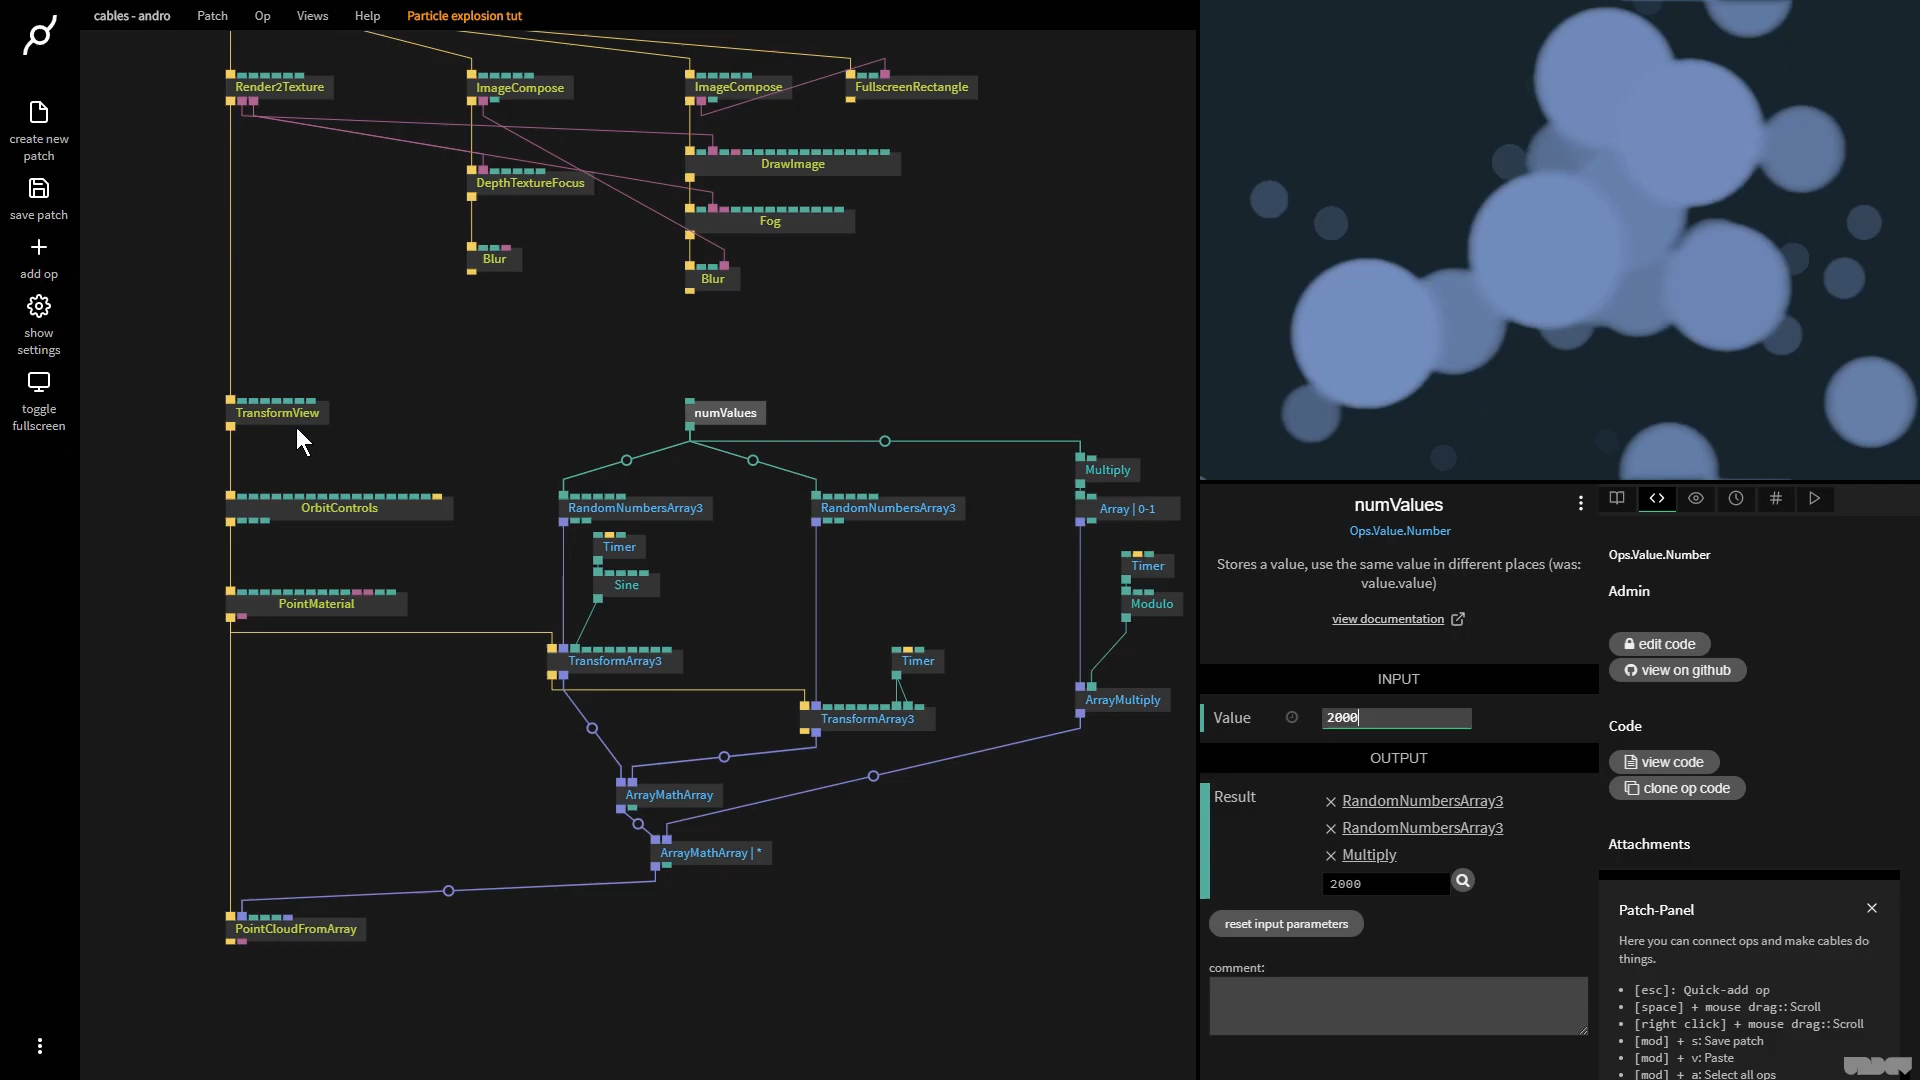 cables - andro
Patch
Op
Views
Help
Particle explosion tut
create new
patch
save patch
add op
show
settings
toggle
fullscreen
Render2Texture
ImageCompose
ImageCompose
FullscreenRectangle
DrawImage
DepthTextureFocus
Fog
Blur
Blur
TransformView
numValues
Multiply
OrbitControls
RandomNumbersArray3
RandomNumbersArray3
Array | 0-1
Timer
Timer
Sine
PointMaterial
Modulo
TransformArray3
Timer
ArrayMultiply
TransformArray3
ArrayMathArray
ArrayMathArray | *
PointCloudFromArray
numValues
Ops.Value.Number
Stores a value, use the same value in different places (was:
value.value)
view documentation
INPUT
Value
2000
OUTPUT
Result
RandomNumbersArray3
RandomNumbersArray3
Multiply
2000
reset input parameters
comment:
Ops.Value.Number
Admin
edit code
view on github
Code
view code
clone op code
Attachments
Patch-Panel
Here you can connect ops and make cables do
things.
• [esc]: Quick-add op
• [space] + mouse drag:: Scroll
• [right click] + mouse drag:: Scroll
• [mod] + s: Save patch
• [mod] + v: Paste
• [mod] + a: Select all ops